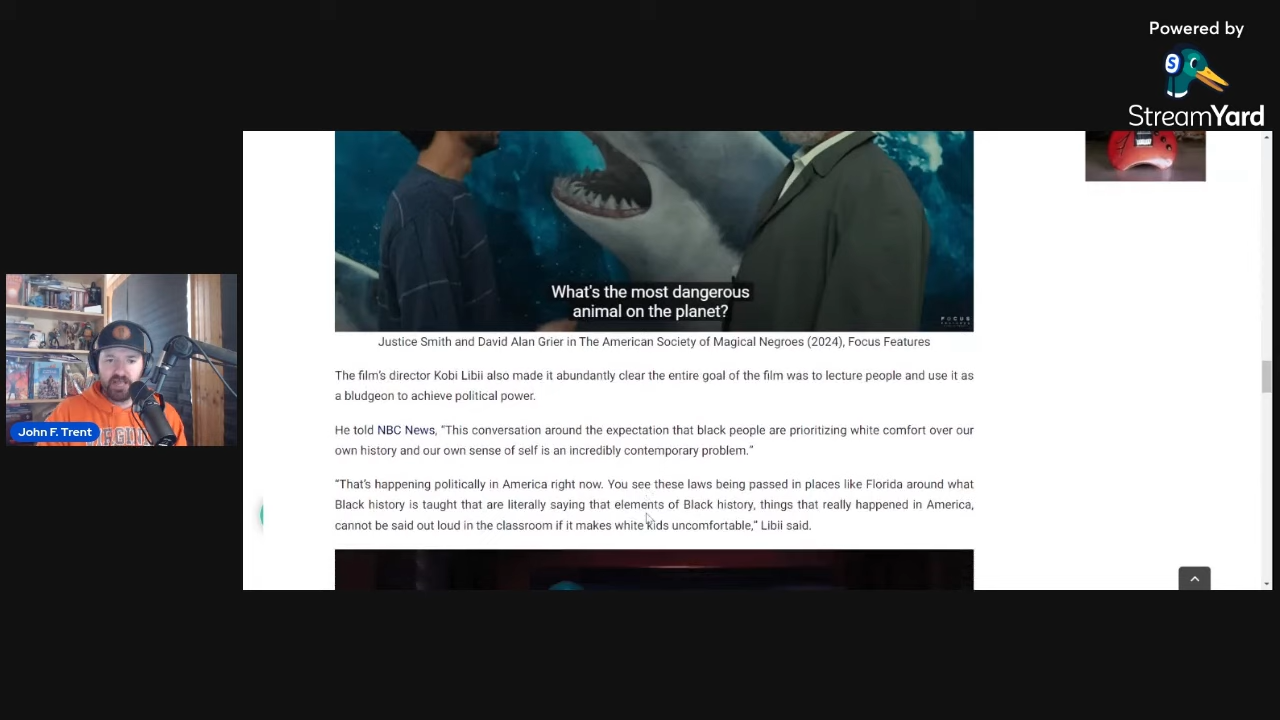 Powered by
S
StreamYard
What's the most dangerous
animal on the planet?
FOCUS
Justice Smith and David Alan Grier in The American Society of Magical Negroes (2024), Focus Features
The film's director Kobi Libii also made it abundantly clear the entire goal of the film was to lecture people and use it as
a bludgeon to achieve political power.
He told NBC News, “This conversation around the expectation that black people are prioritizing white comfort over our
own history and our own sense of self is an incredibly contemporary problem.”
“That's happening politically in America right now. You see these laws being passed in places like Florida around what
Black history is taught that are literally saying that elements of Black history, things that really happened in America,
cannot be said out loud in the classroom if it makes white kids uncomfortable,” Libii said.
John F. Trent